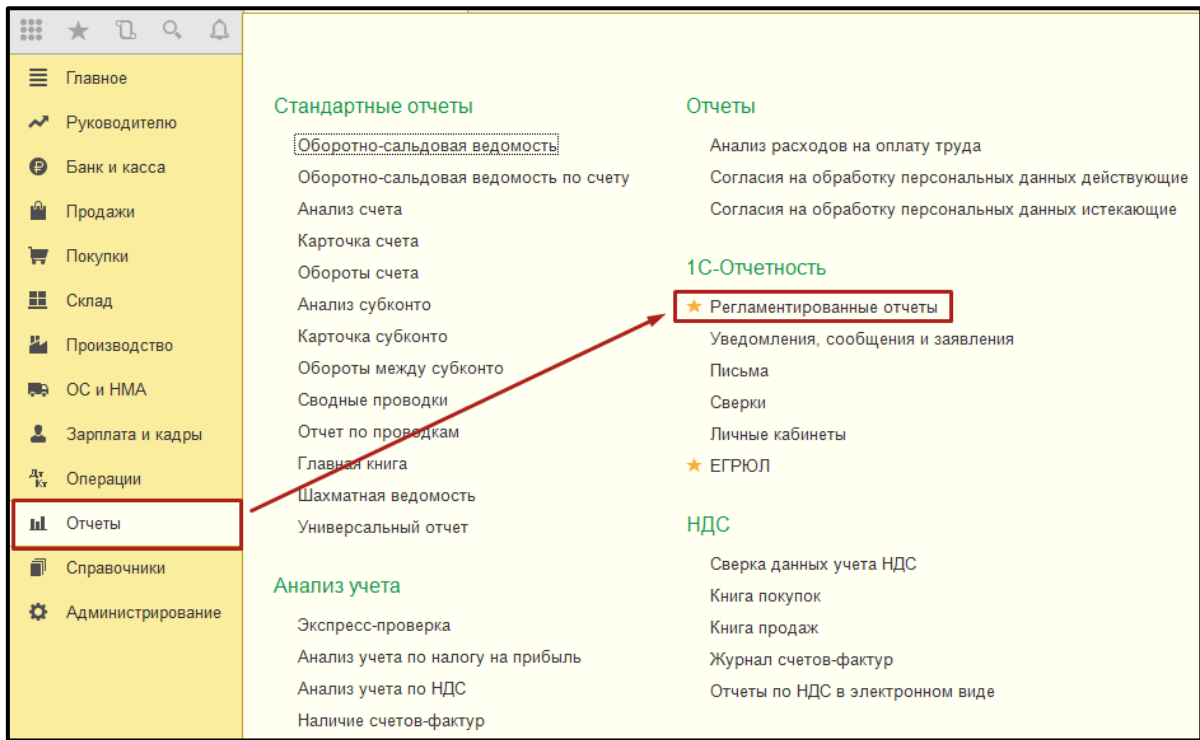 Главное
Руководителю
Банк и касса
Продажи
Покупки
Склад
Производство
ОС и НМА
Зарплата и кадры
Дт
Кт
Операции
Отчеты
Справочники
Администрирование
Стандартные отчеты
Оборотно-сальдовая ведомость
Оборотно-сальдовая ведомость по счету
Анализ счета
Карточка счета
Обороты счета
Анализ субконто
Карточка субконто
Обороты между субконто
Сводные проводки
Отчет по проводкам
Главная книга
Шахматная ведомость
Универсальный отчет
Анализ учета
Экспресс-проверка
Анализ учета по налогу на прибыль
Анализ учета по НДС
Наличие счетов-фактур
Отчеты
Анализ расходов на оплату труда
Согласия на обработку персональных данных действующие
Согласия на обработку персональных данных истекающие
1С-Отчетность
Регламентированные отчеты
Уведомления, сообщения и заявления
Письма
Сверки
Личные кабинеты
ЕГРЮЛ
НДС
Сверка данных учета НДС
Книга покупок
Книга продаж
Журнал счетов-фактур
Отчеты по НДС в электронном виде